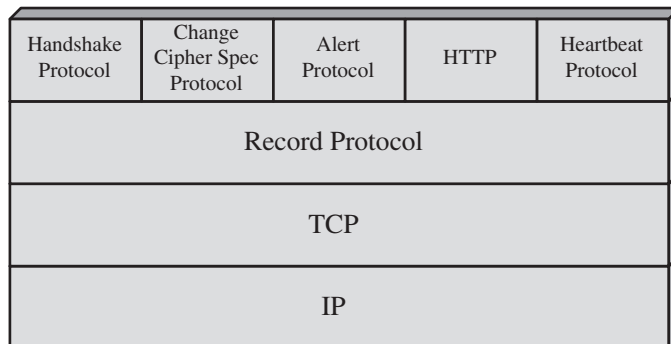 Handshake
Protocol
Change
Cipher Spec
Protocol
Alert
Protocol
HTTP
Heartbeat
Protocol
Record Protocol
TCP
IP